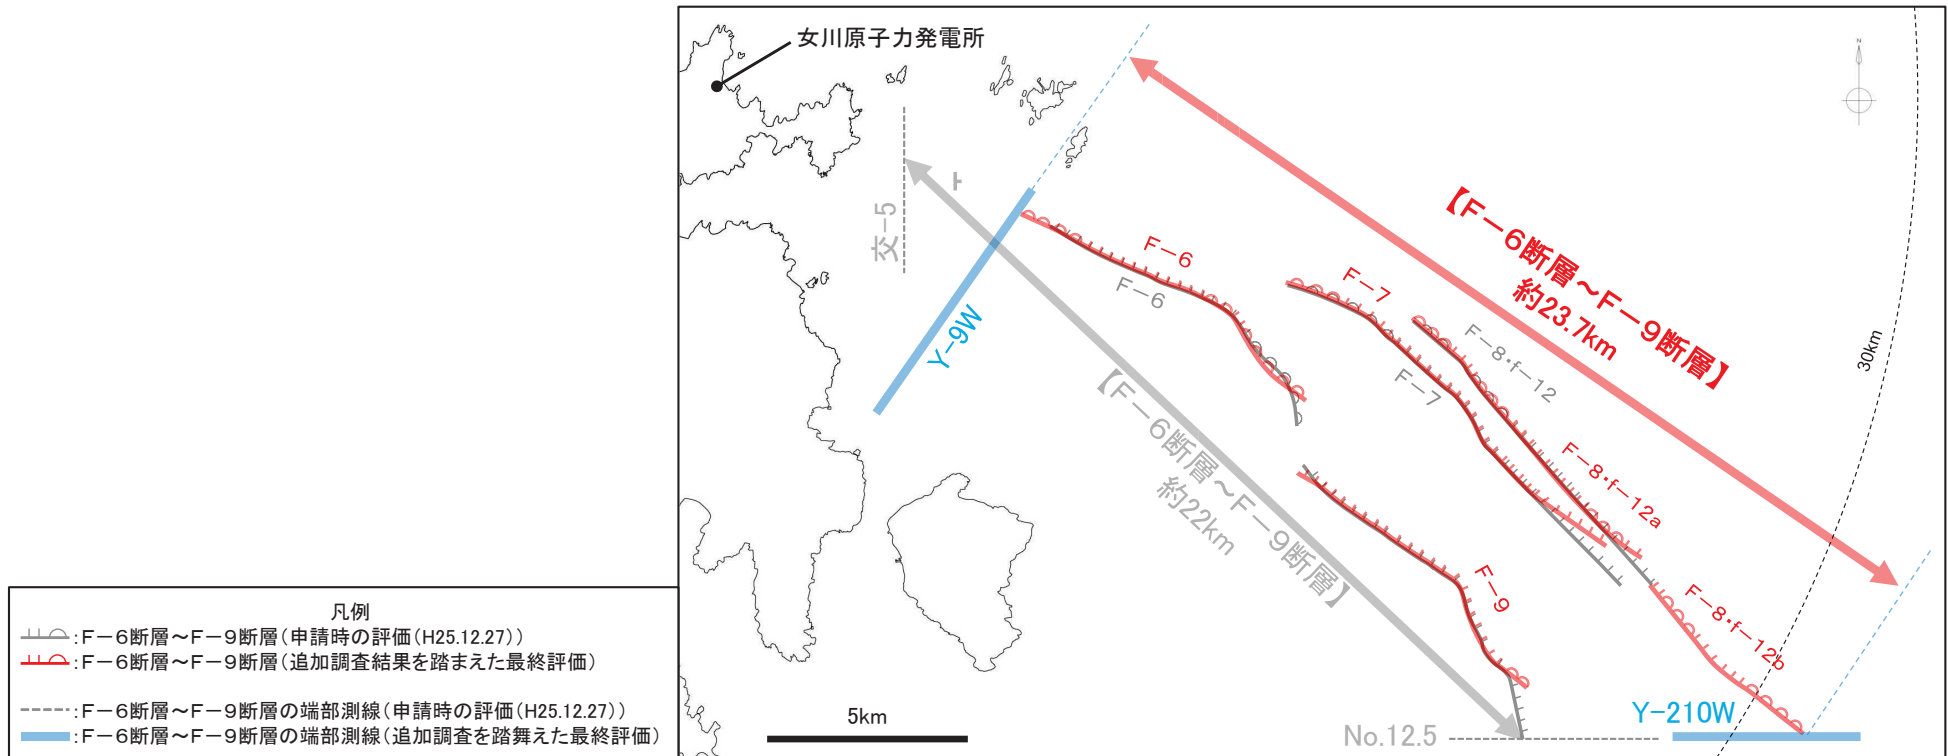 女川原子力発電所
N
交-5
ト
【F-6断層~F-9断層】
約23.7km
30km
F-6
F-6
F-7
F-7
F-8・f-12
Y-9W
【F-6断層~F-9断層】
約22km
F-8・f-12a
F-9
F-8・f-12b
5km
No.12.5
Y-210W
凡例
:F-6断層~F-9断層(申請時の評価(H25.12.27))
:F-6断層~F-9断層(追加調査結果を踏まえた最終評価)
:F-6断層~F-9断層の端部測線(申請時の評価(H25.12.27))
:F-6断層~F-9断層の端部測線(追加調査を踏舞えた最終評価)